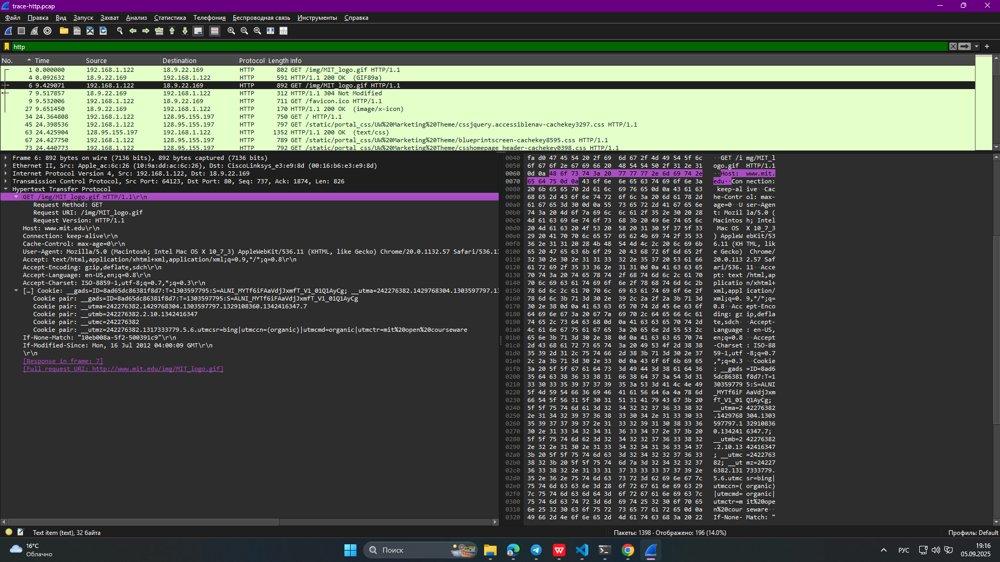 trace-http.pcap
Файл Правка Вид Запуск Захват Анализ Статистика Телефония Беспроводная связь Инструменты Справка
http
No. Time Source Destination Protocol Length Info
1 0.000000 192.168.1.122 18.9.22.169 HTTP 802 GET /img/MIT_logo.gif HTTP/1.1
4 0.092632 18.9.22.169 192.168.1.122 HTTP 591 HTTP/1.1 200 OK  (GIF89a)
6 9.429071 192.168.1.122 18.9.22.169 HTTP 892 GET /img/MIT_logo.gif HTTP/1.1
7 9.517857 18.9.22.169 192.168.1.122 HTTP 312 HTTP/1.1 304 Not Modified
9 9.532006 192.168.1.122 18.9.22.169 HTTP 711 GET /favicon.ico HTTP/1.1
27 9.651450 18.9.22.169 192.168.1.122 HTTP 170 HTTP/1.1 200 OK  (image/x-icon)
34 24.364808 192.168.1.122 128.95.155.197 HTTP 750 GET / HTTP/1.1
45 24.398536 192.168.1.122 128.95.155.197 HTTP 797 GET /static/portal_css/UW%20Marketing%20Theme/cssjquery.accessiblenav-cachekey3297.css HTTP/1.1
63 24.425904 128.95.155.197 192.168.1.122 HTTP 1352 HTTP/1.1 200 OK  (text/css)
67 24.427750 192.168.1.122 128.95.155.197 HTTP 789 GET /static/portal_css/UW%20Marketing%20Theme/blueprintscreen-cachekey8595.css HTTP/1.1
73 24.440773 192.168.1.122 128.95.155.197 HTTP 792 GET /static/portal_css/UW%20Marketing%20Theme/csshomepage_header-cachekey0398.css HTTP/1.1
Frame 6: 892 bytes on wire (7136 bits), 892 bytes captured (7136 bits)
Ethernet II, Src: Apple_ac:6c:26 (10:9a:dd:ac:6c:26), Dst: CiscoLinksys_e3:e9:8d (00:16:b6:e3:e9:8d)
Internet Protocol Version 4, Src: 192.168.1.122, Dst: 18.9.22.169
Transmission Control Protocol, Src Port: 64123, Dst Port: 80, Seq: 737, Ack: 1874, Len: 826
Hypertext Transfer Protocol
GET /img/MIT_logo.gif HTTP/1.1\r\n
Request Method: GET
Request URI: /img/MIT_logo.gif
Request Version: HTTP/1.1
Host: www.mit.edu\r\n
Connection: keep-alive\r\n
Cache-Control: max-age=0\r\n
User-Agent: Mozilla/5.0 (Macintosh; Intel Mac OS X 10_7_3) AppleWebKit/536.11 (KHTML, like Gecko) Chrome/20.0.1132.57 Safari/536.11
Accept: text/html,application/xhtml+xml,application/xml;q=0.9,*/*;q=0.8\r\n
Accept-Encoding: gzip,deflate,sdch\r\n
Accept-Language: en-US,en;q=0.8\r\n
Accept-Charset: ISO-8859-1,utf-8;q=0.7,*;q=0.3\r\n
[…] Cookie: __gads=ID=8ad65dc86381f8d7:T=1303597795:S=ALNI_MYTf6iFAaVdjJxmfT_V1_01Q1AyCg; __utma=242276382.1429768304.1303597797.13
Cookie pair: __gads=ID=8ad65dc86381f8d7:T=1303597795:S=ALNI_MYTf6iFAaVdjJxmfT_V1_01Q1AyCg
Cookie pair: __utma=242276382.1429768304.1303597797.1329108360.1342416347.7
Cookie pair: __utmb=242276382.2.10.1342416347
Cookie pair: __utmc=242276382
Cookie pair: __utmz=242276382.1317333779.5.6.utmcsr=bing|utmccn=(organic)|utmcmd=organic|utmctr=mit%20open%20courseware
If-None-Match: "10eb008a-5f2-500391c9"\r\n
If-Modified-Since: Mon, 16 Jul 2012 04:00:09 GMT\r\n
\r\n
[Response in frame: 7]
[Full request URI: http://www.mit.edu/img/MIT_logo.gif]
0040 fa d0 47 45 54 20 2f 69 6d 67 2f 4d 49 54 5f 6c ··GET /i mg/MIT_l
0050 6f 67 6f 2e 67 69 66 20 48 54 54 50 2f 31 2e 31 ogo.gif HTTP/1.1
0060 0d 0a 48 6f 73 74 3a 20 77 77 77 2e 6d 69 74 2e ··Host: www.mit.
0070 65 64 75 0d 0a 43 6f 6e 6e 65 63 74 69 6f 6e 3a edu··Con nection:
0080 20 6b 65 65 70 2d 61 6c 69 76 65 0d 0a 43 61 63 keep-al ive··Cac
0090 68 65 2d 43 6f 6e 74 72 6f 6c 3a 20 6d 61 78 2d he-Contr ol: max-
00a0 61 67 65 3d 30 0d 0a 55 73 65 72 2d 41 67 65 6e age=0··U ser-Agen
00b0 74 3a 20 4d 6f 7a 69 6c 6c 61 2f 35 2e 30 20 28 t: Mozil la/5.0 (
00c0 4d 61 63 69 6e 74 6f 73 68 3b 20 49 6e 74 65 6c Macintos h; Intel
00d0 20 4d 61 63 20 4f 53 20 58 20 31 30 5f 37 5f 33 Mac OS X 10_7_3
00e0 29 20 41 70 70 6c 65 57 65 62 4b 69 74 2f 35 33 ) AppleW ebKit/53
00f0 36 2e 31 31 20 28 4b 48 54 4d 4c 2c 20 6c 69 6b 6.11 (KH TML, lik
0100 65 20 47 65 63 6b 6f 29 20 43 68 72 6f 6d 65 2f e Gecko) Chrome/
0110 32 30 2e 30 2e 31 31 33 32 2e 35 37 20 53 61 66 20.0.113 2.57 Saf
0120 61 72 69 2f 35 33 36 2e 31 31 0d 0a 41 63 63 65 ari/536. 11··Acce
0130 70 74 3a 20 74 65 78 74 2f 68 74 6d 6c 2c 61 70 pt: text /html,ap
0140 70 6c 69 63 61 74 69 6f 6e 2f 78 68 74 6d 6c 2b plicatio n/xhtml+
0150 78 6d 6c 2c 61 70 70 6c 69 63 61 74 69 6f 6e 2f xml,appl ication/
0160 78 6d 6c 3b 71 3d 30 2e 39 2c 2a 2f 2a 3b 71 3d xml;q=0. 9,*/*;q=
0170 30 2e 38 0d 0a 41 63 63 65 70 74 2d 45 6e 63 6f 0.8··Acc ept-Enco
0180 64 69 6e 67 3a 20 67 7a 69 70 2c 64 65 66 6c 61 ding: gz ip,defla
0190 74 65 2c 73 64 63 68 0d 0a 41 63 63 65 70 74 2d te,sdch· ·Accept-
01a0 4c 61 6e 67 75 61 67 65 3a 20 65 6e 2d 55 53 2c Language : en-US,
01b0 65 6e 3b 71 3d 30 2e 38 0d 0a 41 63 63 65 70 74 en;q=0.8 ··Accept
01c0 2d 43 68 61 72 73 65 74 3a 20 49 53 4f 2d 38 38 -Charset : ISO-88
01d0 35 39 2d 31 2c 75 74 66 2d 38 3b 71 3d 30 2e 37 59-1,utf -8;q=0.7
01e0 2c 2a 3b 71 3d 30 2e 33 0d 0a 43 6f 6f 6b 69 65 ,*;q=0.3 ··Cookie
01f0 3a 20 5f 5f 67 61 64 73 3d 49 44 3d 38 61 64 36 : __gads =ID=8ad6
0200 35 64 63 38 36 33 38 31 66 38 64 37 3a 54 3d 31 5dc86381 f8d7:T=1
0210 33 30 33 35 39 37 37 39 35 3a 53 3d 41 4c 4e 49 30359779 5:S=ALNI
0220 5f 4d 59 54 66 36 69 46 41 61 56 64 6a 4a 78 6d _MYTf6iF AaVdjJxm
0230 66 54 5f 56 31 5f 30 31 51 31 41 79 43 67 3b 20 fT_V1_01 Q1AyCg;
0240 5f 5f 75 74 6d 61 3d 32 34 32 32 37 36 33 38 32 __utma=2 42276382
0250 2e 31 34 32 39 37 36 38 33 30 34 2e 31 33 30 33 .1429768 304.1303
0260 35 39 37 37 39 37 2e 31 33 32 39 31 30 38 33 36 597797.1 32910836
0270 30 2e 31 33 34 32 34 31 36 33 34 37 2e 37 3b 20 0.134241 6347.7;
0280 5f 5f 75 74 6d 62 3d 32 34 32 32 37 36 33 38 32 __utmb=2 42276382
0290 2e 32 2e 31 30 2e 31 33 34 32 34 31 36 33 34 37 .2.10.13 42416347
02a0 3b 20 5f 5f 75 74 6d 63 3d 32 34 32 32 37 36 33 ; __utmc =2422763
02b0 38 32 3b 20 5f 5f 75 74 6d 7a 3d 32 34 32 32 37 82; __ut mz=24227
02c0 36 33 38 32 2e 31 33 31 37 33 33 33 37 37 39 2e 6382.131 7333779.
02d0 35 2e 36 2e 75 74 6d 63 73 72 3d 62 69 6e 67 7c 5.6.utmc sr=bing|
02e0 75 74 6d 63 63 6e 3d 28 6f 72 67 61 6e 69 63 29 utmccn=( organic)
02f0 7c 75 74 6d 63 6d 64 3d 6f 72 67 61 6e 69 63 7c |utmcmd= organic|
0300 75 74 6d 63 74 72 3d 6d 69 74 25 32 30 6f 70 65 utmctr=m it%20ope
0310 6e 25 32 30 63 6f 75 72 73 65 77 61 72 65 0d 0a n%20cour seware··
0320 49 66 2d 4e 6f 6e 65 2d 4d 61 74 63 68 3a 20 22 If-None- Match: "
Text item (text), 32 байта
Пакеты: 1398 · Отображено: 196 (14.0%)
Профиль: Default
16°C
Облачно
Поиск
РУС
19:16
05.09.2025